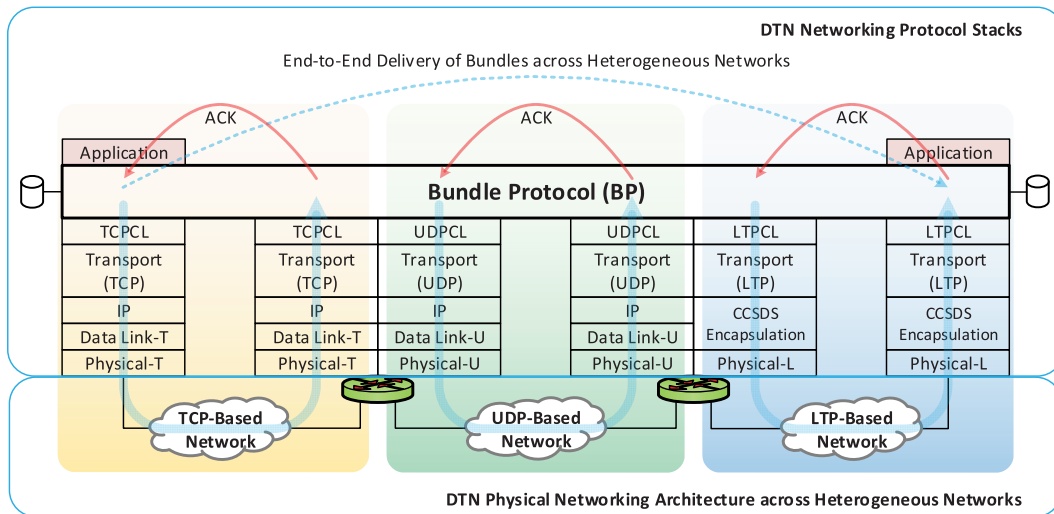 DTN Networking Protocol Stacks
End-to-End Delivery of Bundles across Heterogeneous Networks
ACK ACK ACK
Application Application
Bundle Protocol (BP)
TCPCL TCPCL UDPCL UDPCL LTPCL LTPCL
Transport Transport Transport Transport Transport Transport
(TCP) (TCP) (UDP) (UDP) (LTP) (LTP)
IP IP IP IP CCSDS CCSDS
Data Link-T Data Link-T Data Link-U Data Link-U Encapsulation Encapsulation
Physical-T Physical-T Physical-U Physical-U Physical-L Physical-L
TCP-Based UDP-Based LTP-Based
Network Network Network
DTN Physical Networking Architecture across Heterogeneous Networks